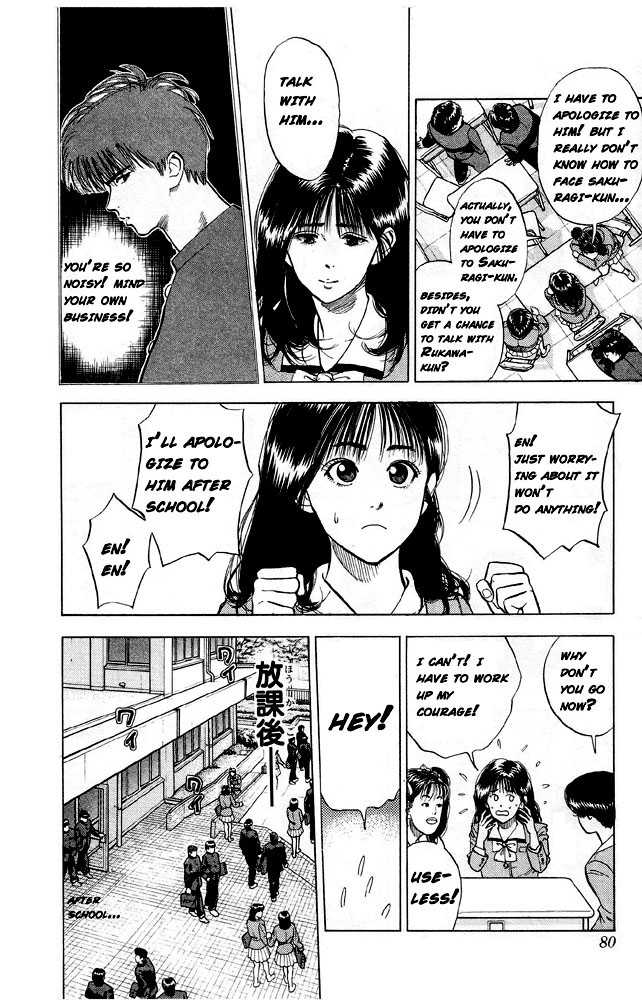 I HAVE TO
APOLOGIZE TO
HIM! BUT I
REALLY DON'T
KNOW HOW TO
FACE SAKU-
RAGI-KUN...
ACTUALLY,
YOU DON'T
HAVE TO
APOLOGIZE
TO SAKU-
RAGI-KUN.
BESIDES,
DIDN'T YOU
GET A CHANCE
TO TALK WITH
RUKAWA-
KUN?
TALK
WITH
HIM...
YOU'RE SO
NOISY! MIND
YOUR OWN
BUSINESS!
EN!
JUST WORRY-
ING ABOUT IT
WON'T
DO ANYTHING!
I'LL APOLO-
GIZE TO
HIM AFTER
SCHOOL!
EN!
EN!
WHY
DON'T
YOU GO
NOW?
I CAN'T! I
HAVE TO WORK
UP MY
COURAGE!
USE-
LESS!
HEY!
放課後
ほうかご
ワイ
ワイ
ワイ
AFTER
SCHOOL...
80